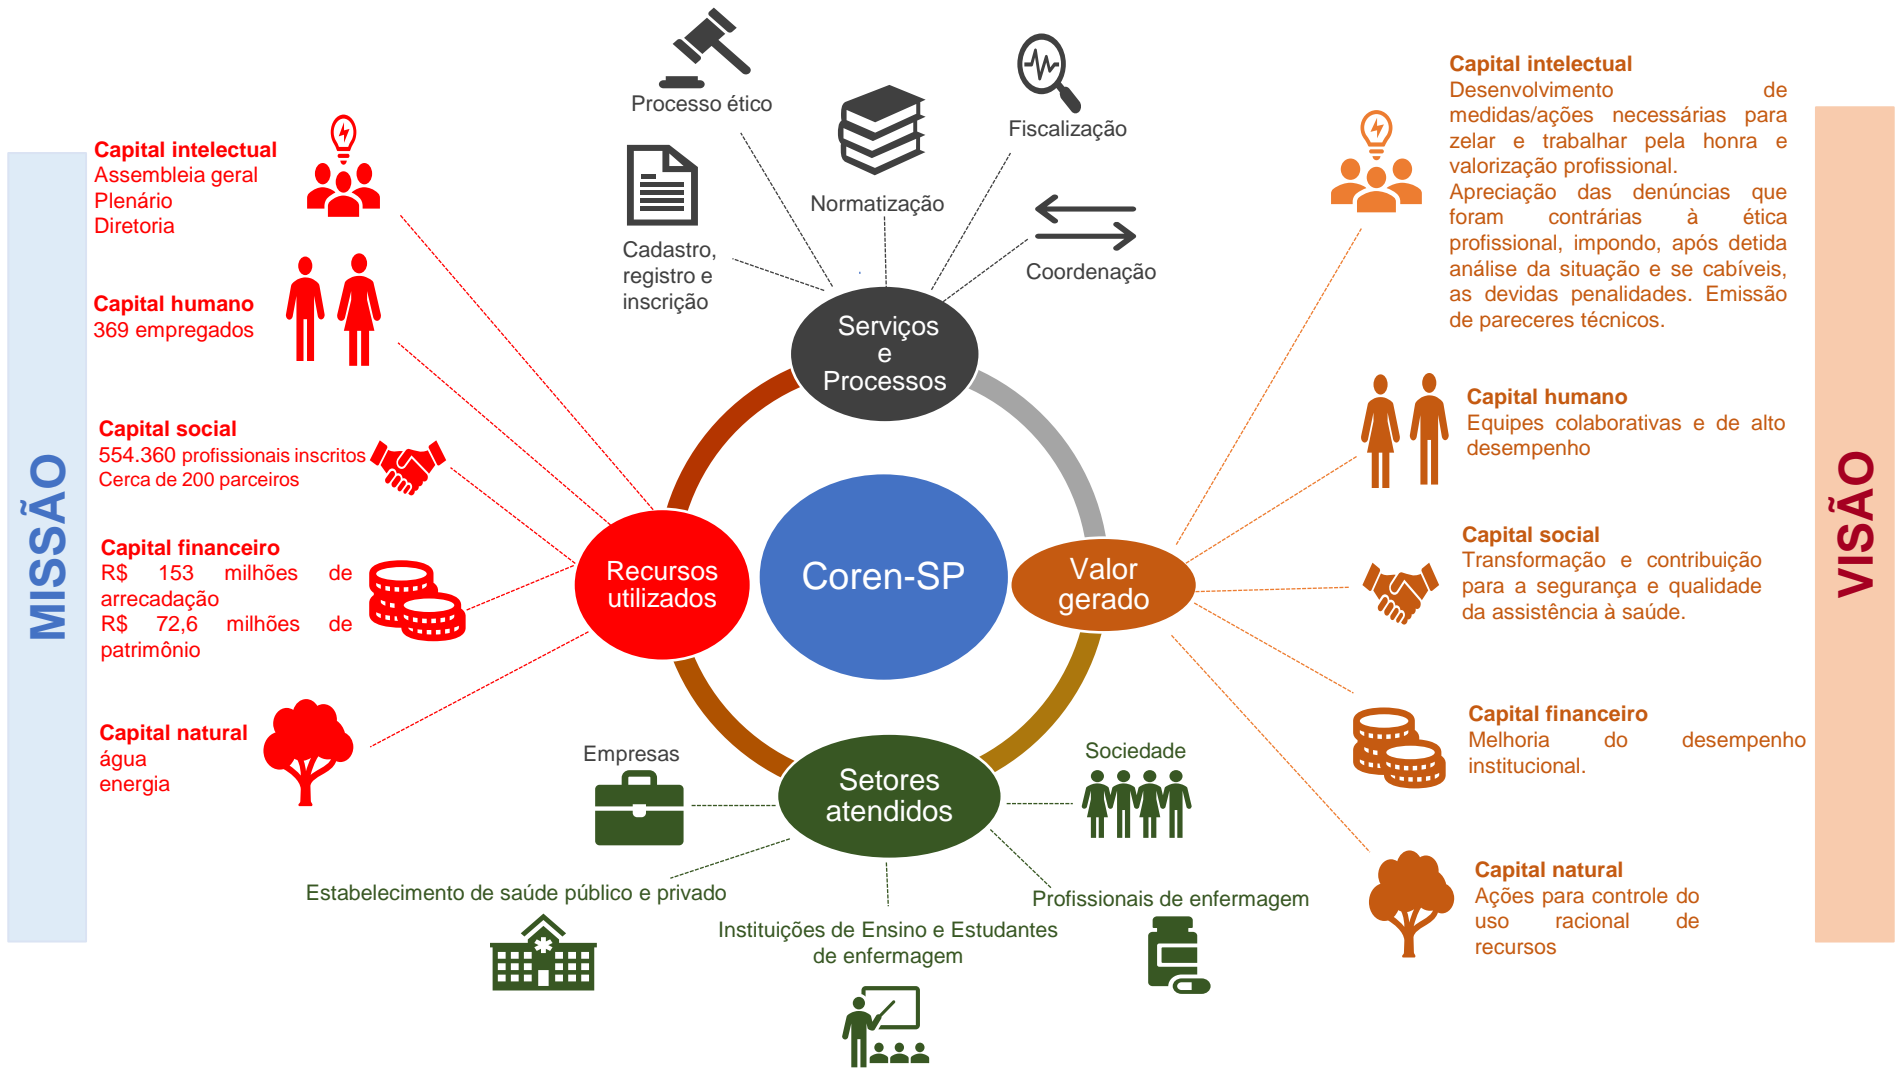 MISSÃO
Capital intelectual
Assembleia geral
Plenário
Diretoria
Capital humano
369 empregados
Capital social
554.360 profissionais inscritos
Cerca de 200 parceiros
Capital financeiro
R$ 153 milhões de
arrecadação
R$ 72,6 milhões de
patrimônio
Capital natural
água
energia
Processo ético
Cadastro,
registro e
inscrição
Normatização
Fiscalização
Coordenação
Serviços
e
Processos
Recursos
utilizados
Coren-SP
Valor
gerado
Setores
atendidos
Empresas
Sociedade
Estabelecimento de saúde público e privado
Instituições de Ensino e Estudantes
de enfermagem
Profissionais de enfermagem
Capital intelectual
Desenvolvimento de
medidas/ações necessárias para
zelar e trabalhar pela honra e
valorização profissional.
Apreciação das denúncias que
foram contrárias à ética
profissional, impondo, após detida
análise da situação e se cabíveis,
as devidas penalidades. Emissão
de pareceres técnicos.
Capital humano
Equipes colaborativas e de alto
desempenho
Capital social
Transformação e contribuição
para a segurança e qualidade
da assistência à saúde.
Capital financeiro
Melhoria do desempenho
institucional.
Capital natural
Ações para controle do
uso racional de
recursos
VISÃO